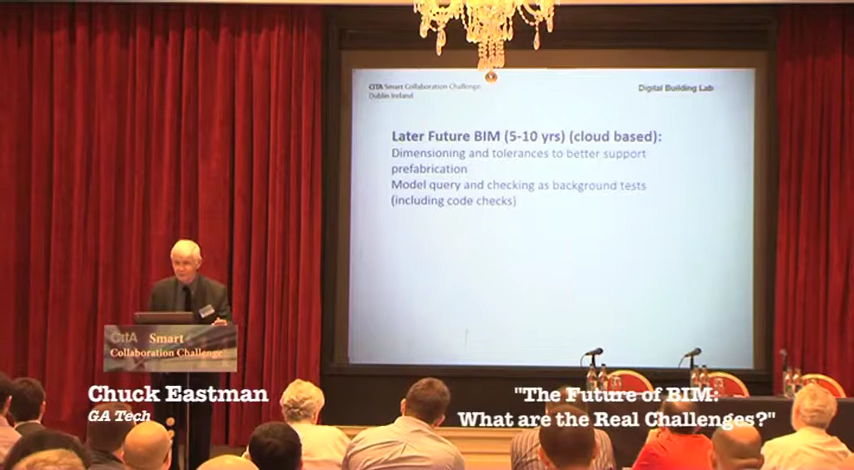 CITA Smart Collaboration Challenge
Dublin Ireland
Digital Building Lab
Later Future BIM (5-10 yrs) (cloud based):
Dimensioning and tolerances to better support
prefabrication
Model query and checking as background tests
(including code checks)
CitA Smart
Collaboration Challenge
Chuck Eastman
GA Tech
"The Future of BIM:
What are the Real Challenges?"